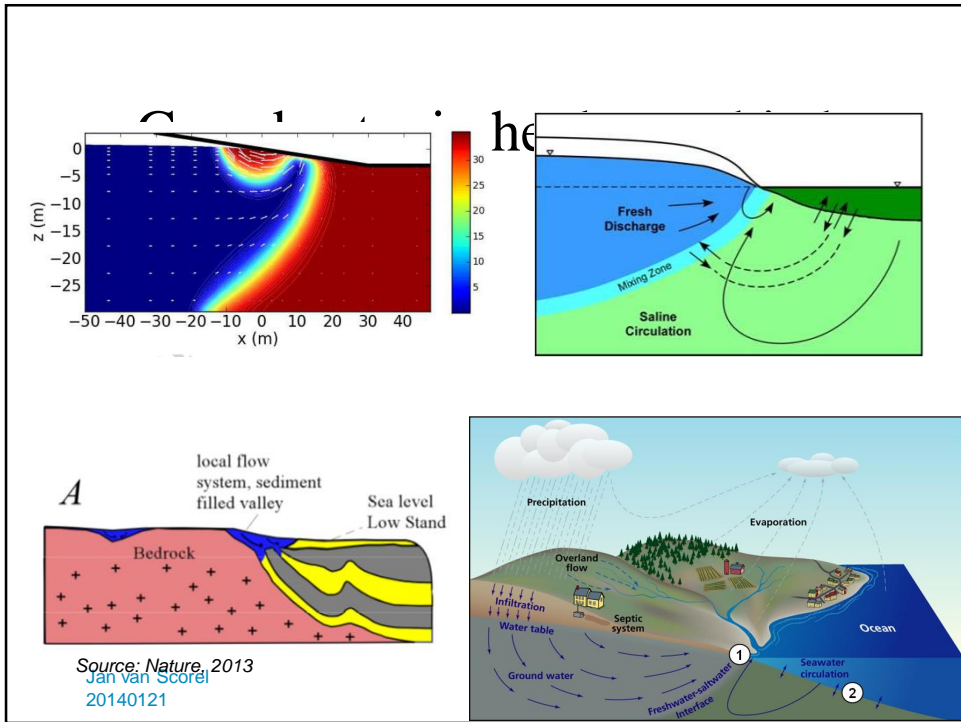 he
0
−5
−10
−15
−20
−25
z (m)
−50 −40 −30 −20 −10 0 10 20 30 40
x (m)
30
25
20
15
10
5
Fresh
Discharge
Mixing Zone
Saline
Circulation
A
local flow
system, sediment
filled valley
Sea level
Low Stand
Bedrock
Source: Nature, 2013
Jan van Scorel
20140121
Precipitation
Evaporation
Overland
flow
Infiltration
Water table
Septic
system
Ocean
Ground water
Freshwater-saltwater
Interface
1
Seawater
circulation
2